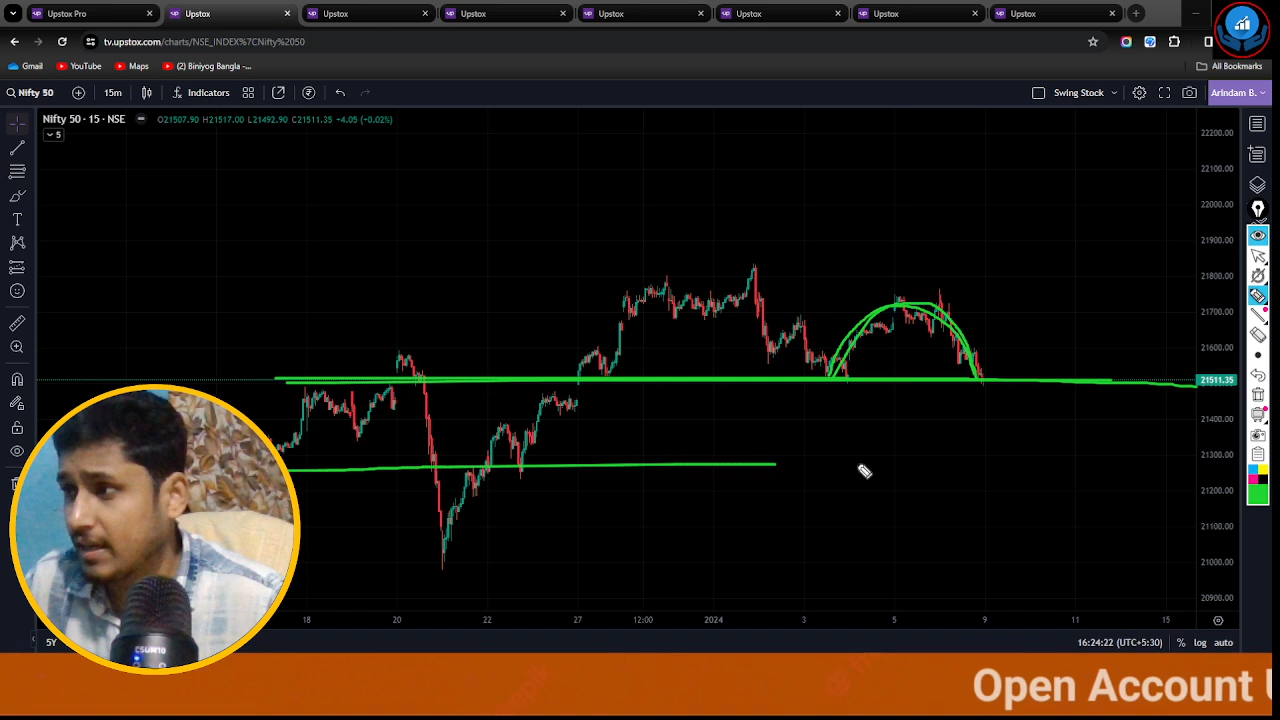 Upstox Pro
Upstox
Upstox
Upstox
Upstox
Upstox
Upstox
Upstox
tv.upstox.com/charts/NSE_INDEX%7CNifty%2050
Gmail
YouTube
Maps
(2) Biniyog Bangla -...
All Bookmarks
Nifty 50
15m
Indicators
Swing Stock
Arindam B.
Nifty 50 · 15 · NSE
O21507.90 H21517.00 L21492.90 C21511.35 +4.05 (+0.02%)
5
22200.00
22100.00
22000.00
21900.00
21800.00
21700.00
21600.00
21511.35
21400.00
21300.00
21200.00
21100.00
21000.00
20900.00
18
20
22
27
12:00
2024
3
5
9
11
15
5Y
16:24:22 (UTC+5:30)
%
log
auto
Open Account